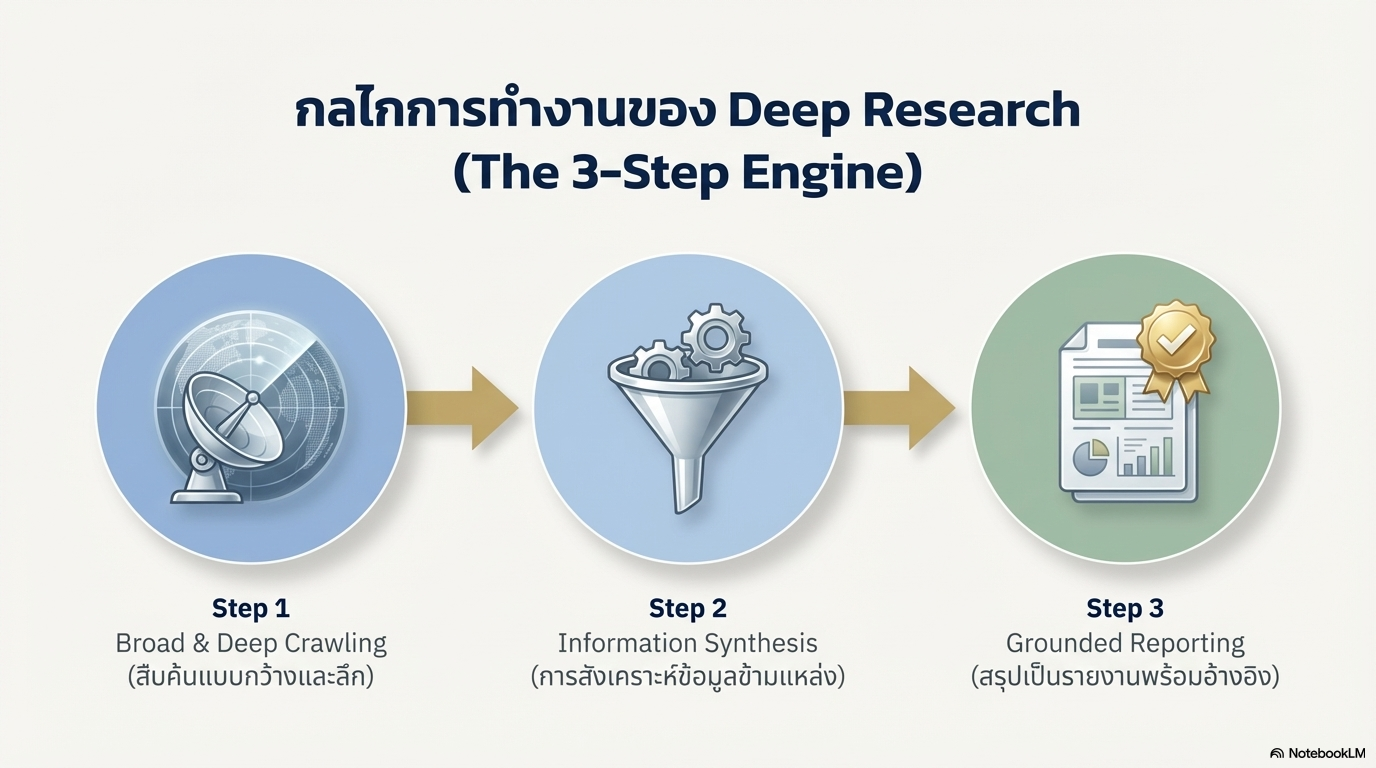 กลไกการทำงานของ Deep Research
(The 3-Step Engine)
Step 1
Broad & Deep Crawling
(สืบค้นแบบกว้างและลึก)
Step 2
Information Synthesis
(การสังเคราะห์ข้อมูลข้ามแหล่ง)
Step 3
Grounded Reporting
(สรุปเป็นรายงานพร้อมอ้างอิง)
NotebookLM